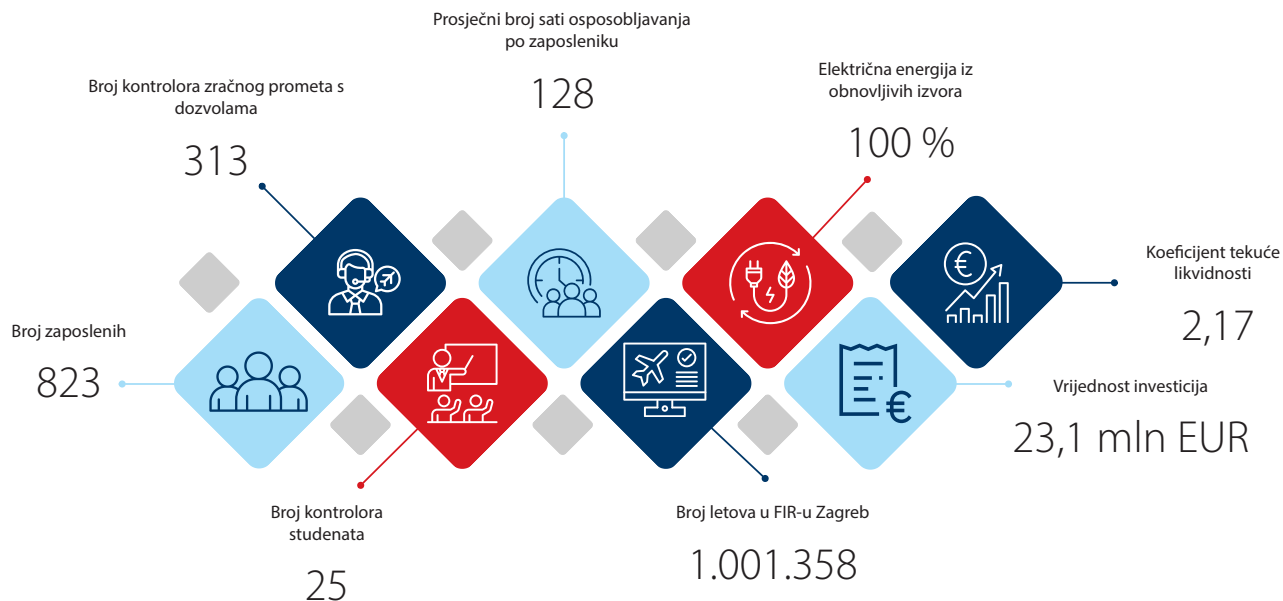 Prosječni broj sati osposobljavanja
po zaposleniku
128
Električna energija iz
obnovljivih izvora
100 %
Broj kontrolora zračnog prometa s
dozvolama
313
Koeficijent tekuće
likvidnosti
2,17
Broj zaposlenih
823
Vrijednost investicija
23,1 mln EUR
Broj kontrolora
studenata
25
Broj letova u FIR-u Zagreb
1.001.358